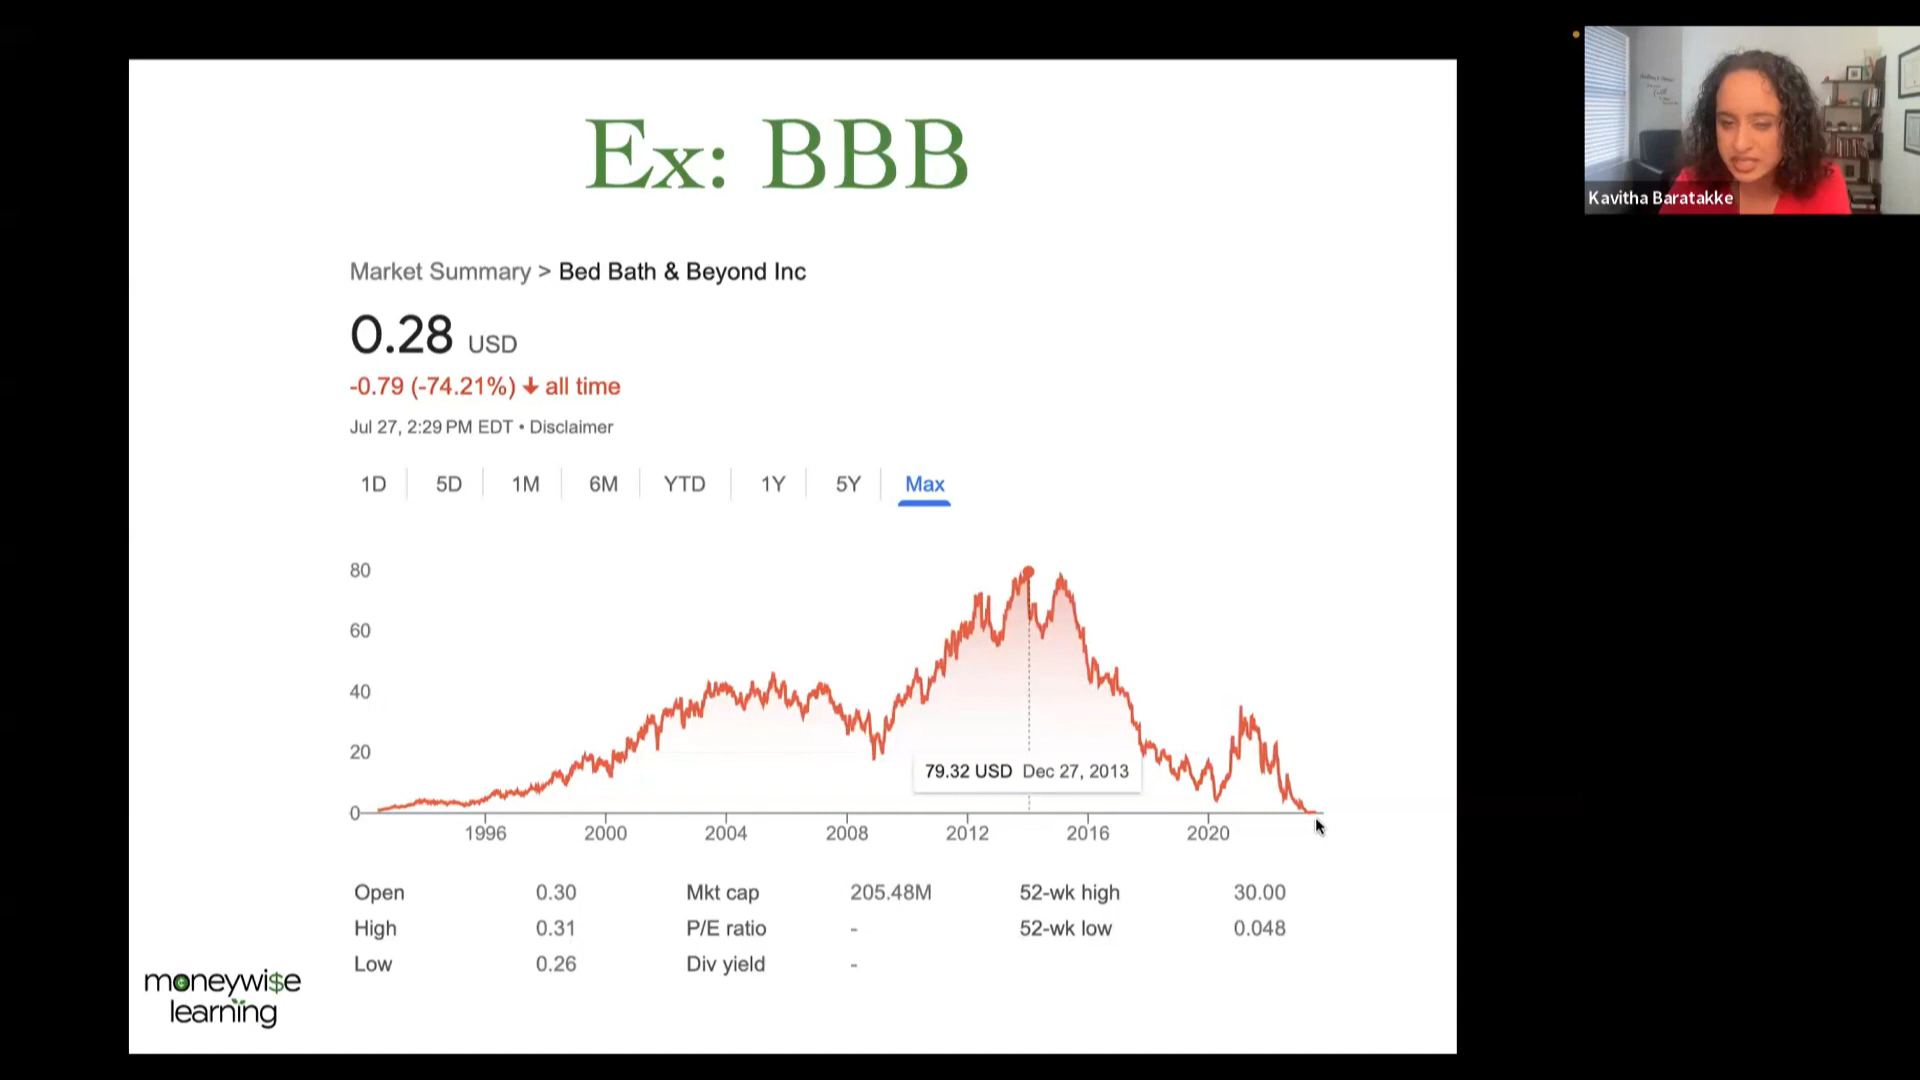 Ex: BBB
Kavitha Baratakke
Market Summary > Bed Bath & Beyond Inc
0.28 USD
-0.79 (-74.21%) ↓ all time
Jul 27, 2:29 PM EDT • Disclaimer
1D 5D 1M 6M YTD 1Y 5Y Max
80
60
40
20
0
79.32 USD Dec 27, 2013
1996 2000 2004 2008 2012 2016 2020
Open 0.30 Mkt cap 205.48M 52-wk high 30.00
High 0.31 P/E ratio - 52-wk low 0.048
Low 0.26 Div yield -
moneywi$e
learning